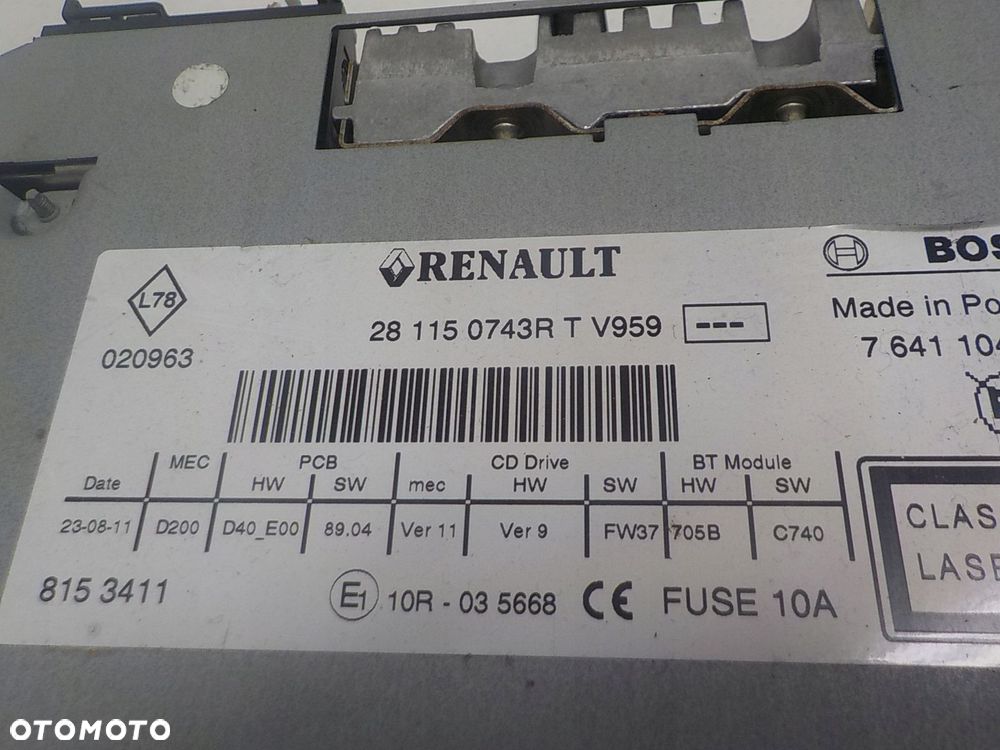 RENAULT
BOS
L78
28 115 0743R T V959 ---
Made in Po
020963
7 641 104
MEC PCB CD Drive BT Module
Date HW SW mec HW SW HW SW
23-08-11 D200 D40_E00 89.04 Ver 11 Ver 9 FW37 705B C740
CLAS
LASE
815 3411
E1 10R - 03 5668 CE FUSE 10A
OTOMOTO